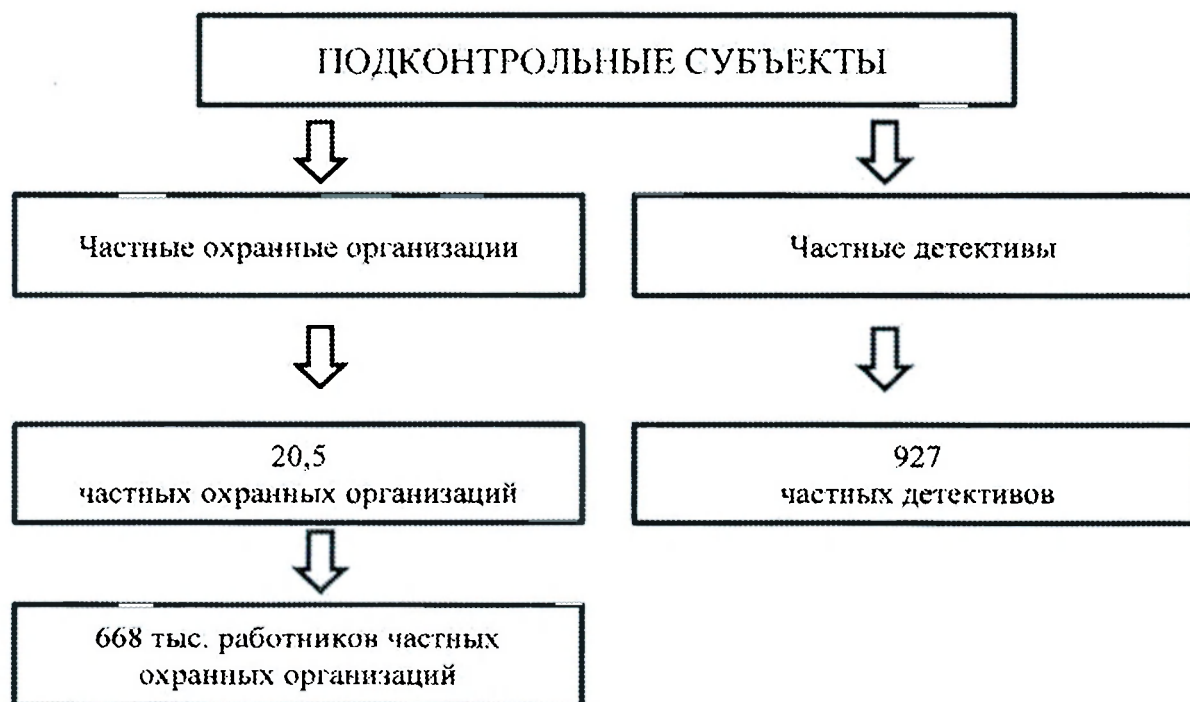 ПОДКОНТРОЛЬНЫЕ СУБЪЕКТЫ
Частные охранные организации
Частные детективы
20,5
частных охранных организаций
927
частных детективов
668 тыс. работников частных
охранных организаций